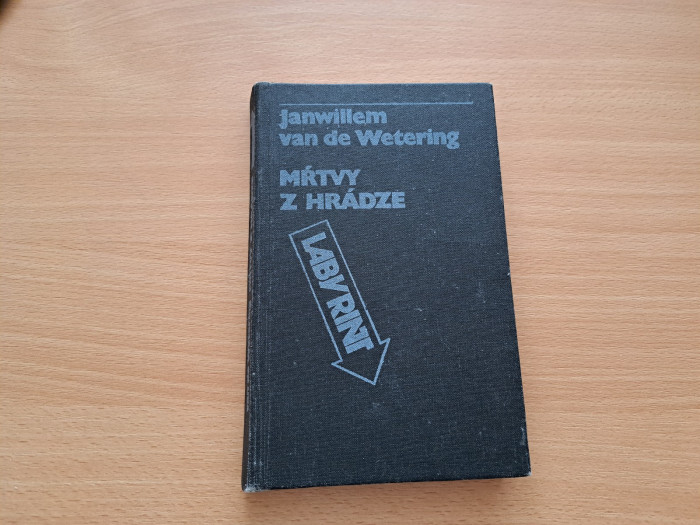 Janwillem
van de Wetering
MŔTVY
Z HRÁDZE
LABYRINT